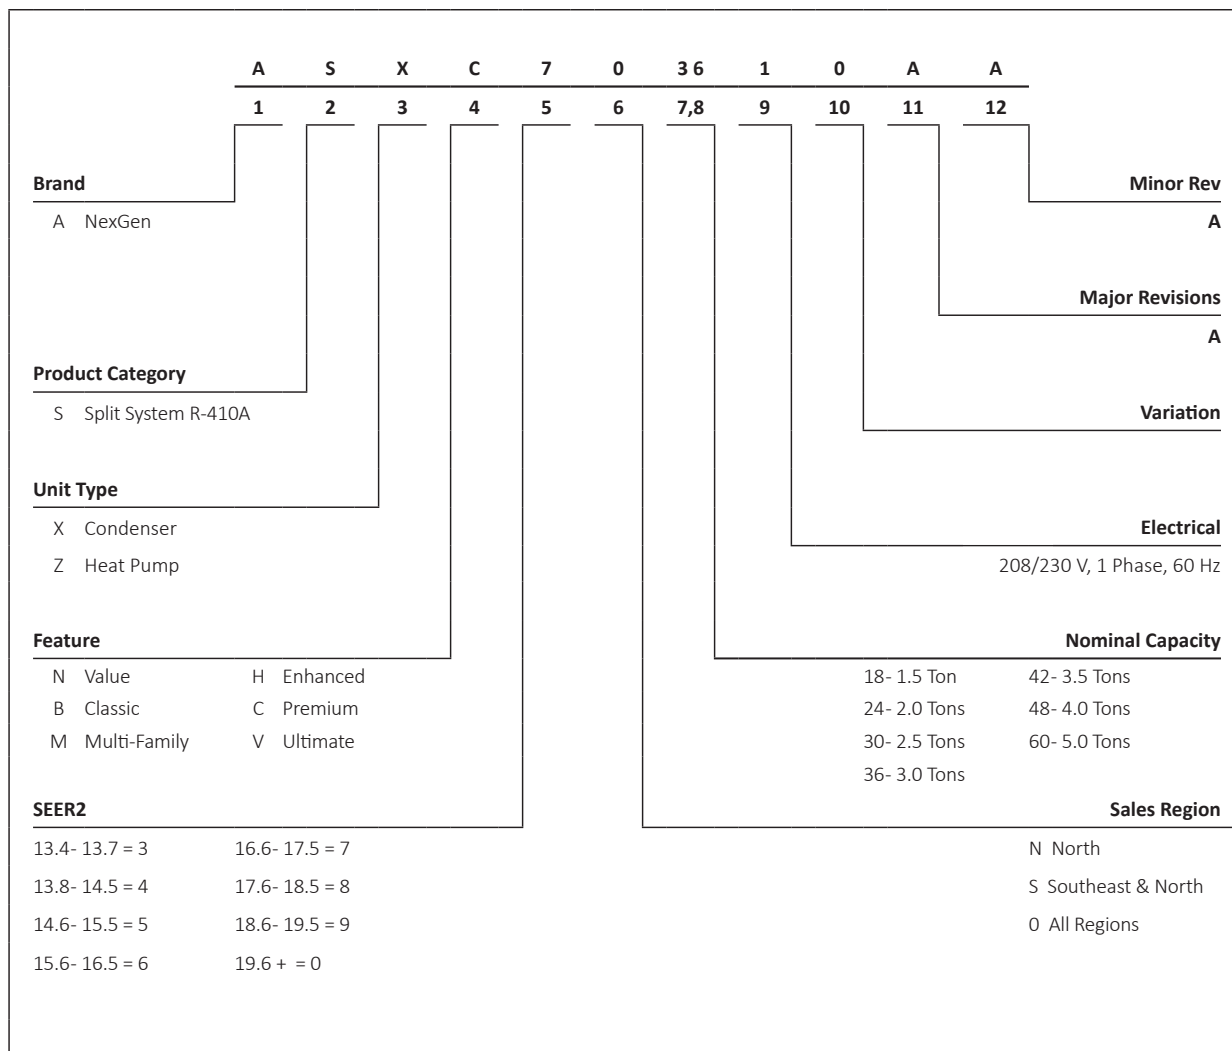 A S X C 7 0 3 6 1 0 A A
1 2 3 4 5 6 7,8 9 10 11 12
Brand
A NexGen
Minor Rev
A
Major Revisions
A
Product Category
S Split System R-410A
Variation
Unit Type
X Condenser
Z Heat Pump
Electrical
208/230 V, 1 Phase, 60 Hz
Feature
N Value H Enhanced
B Classic C Premium
M Multi-Family V Ultimate
Nominal Capacity
18- 1.5 Ton 42- 3.5 Tons
24- 2.0 Tons 48- 4.0 Tons
30- 2.5 Tons 60- 5.0 Tons
36- 3.0 Tons
SEER2
13.4- 13.7 = 3 16.6- 17.5 = 7
13.8- 14.5 = 4 17.6- 18.5 = 8
14.6- 15.5 = 5 18.6- 19.5 = 9
15.6- 16.5 = 6 19.6 + = 0
Sales Region
N North
S Southeast & North
0 All Regions